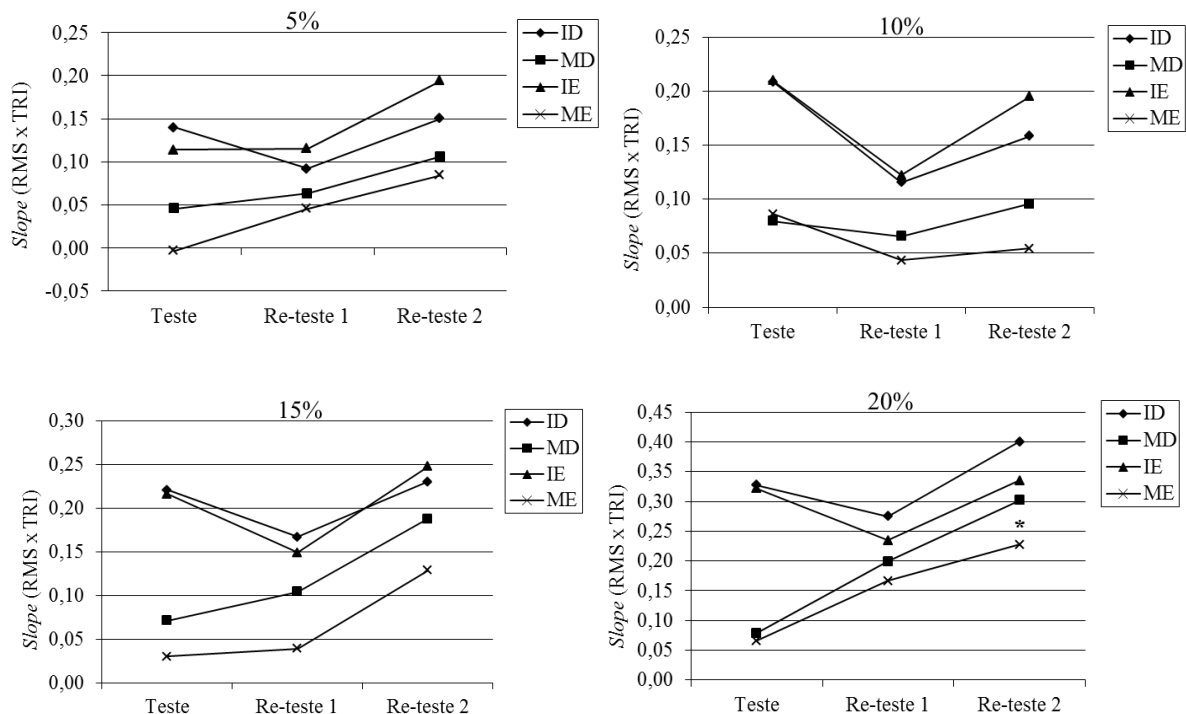 5%
0,25
0,20
0,15
0,10
0,05
0,00
-0,05
Slope (RMS x TRI)
Teste Re-teste 1 Re-teste 2
ID
MD
IE
ME
10%
0,25
0,20
0,15
0,10
0,05
0,00
Slope (RMS x TRI)
Teste Re-teste 1 Re-teste 2
ID
MD
IE
ME
15%
0,30
0,25
0,20
0,15
0,10
0,05
0,00
Slope (RMS x TRI)
Teste Re-teste 1 Re-teste 2
ID
MD
IE
ME
20%
0,45
0,40
0,35
0,30
0,25
0,20
0,15
0,10
0,05
0,00
Slope (RMS x TRI)
*
Teste Re-teste 1 Re-teste 2
ID
MD
IE
ME